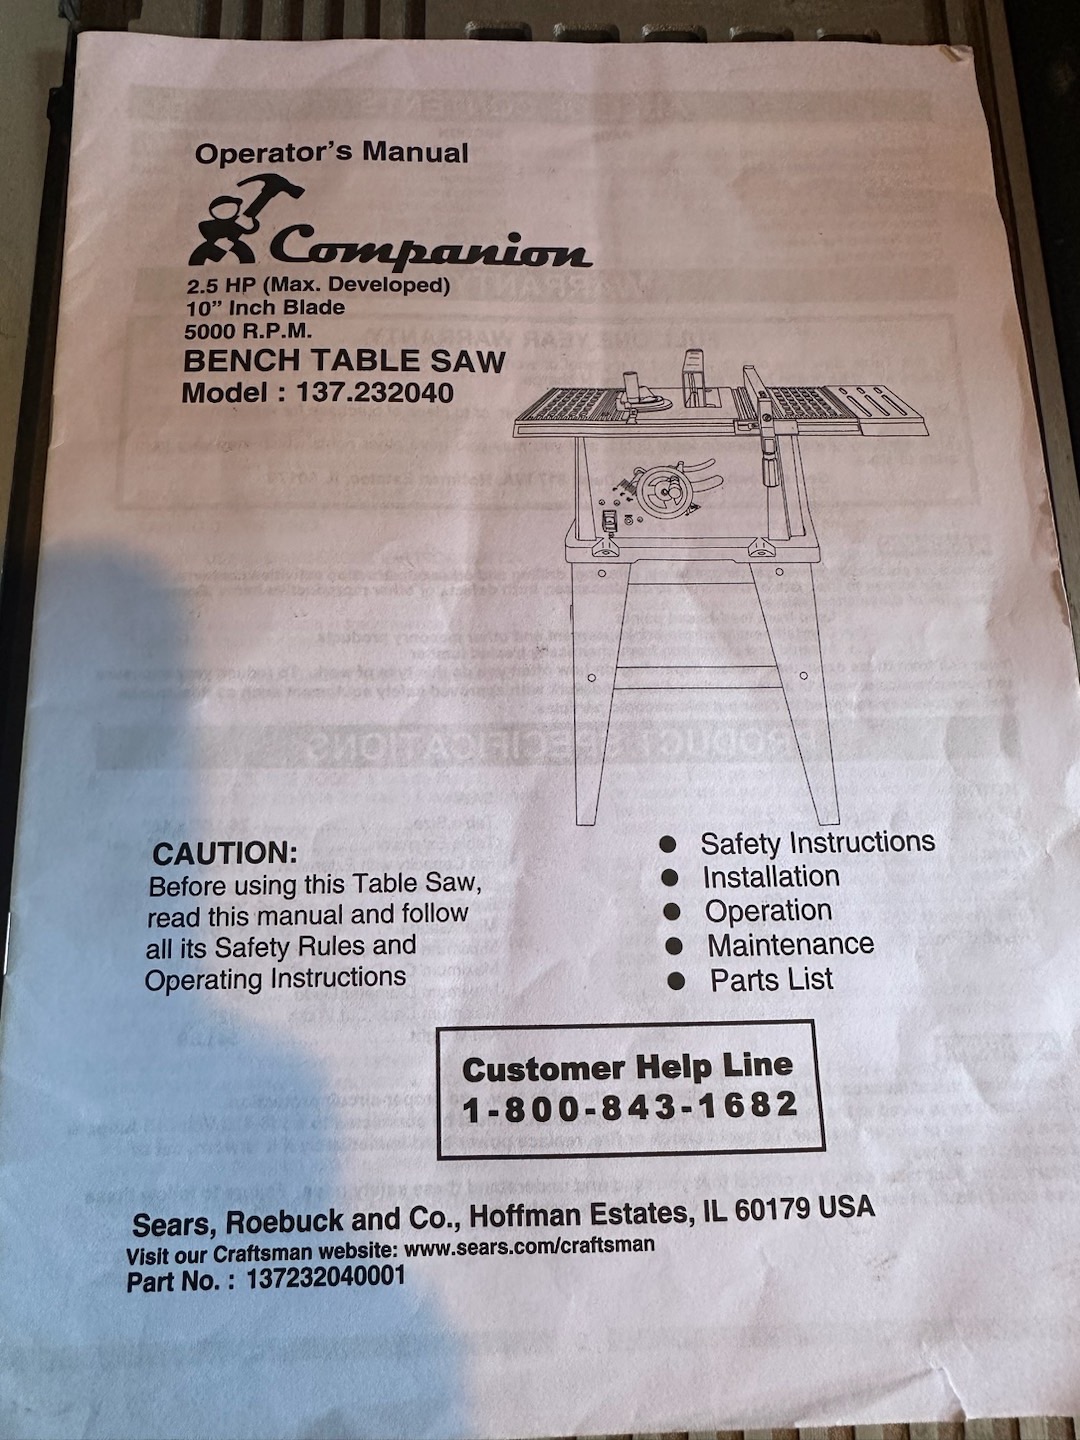 Operator's Manual
Companion
2.5 HP (Max. Developed)
10” Inch Blade
5000 R.P.M.
BENCH TABLE SAW
Model : 137.232040
CAUTION:
Before using this Table Saw,
read this manual and follow
all its Safety Rules and
Operating Instructions
● Safety Instructions
● Installation
● Operation
● Maintenance
● Parts List
Customer Help Line
1-800-843-1682
Sears, Roebuck and Co., Hoffman Estates, IL 60179 USA
Visit our Craftsman website: www.sears.com/craftsman
Part No. : 137232040001